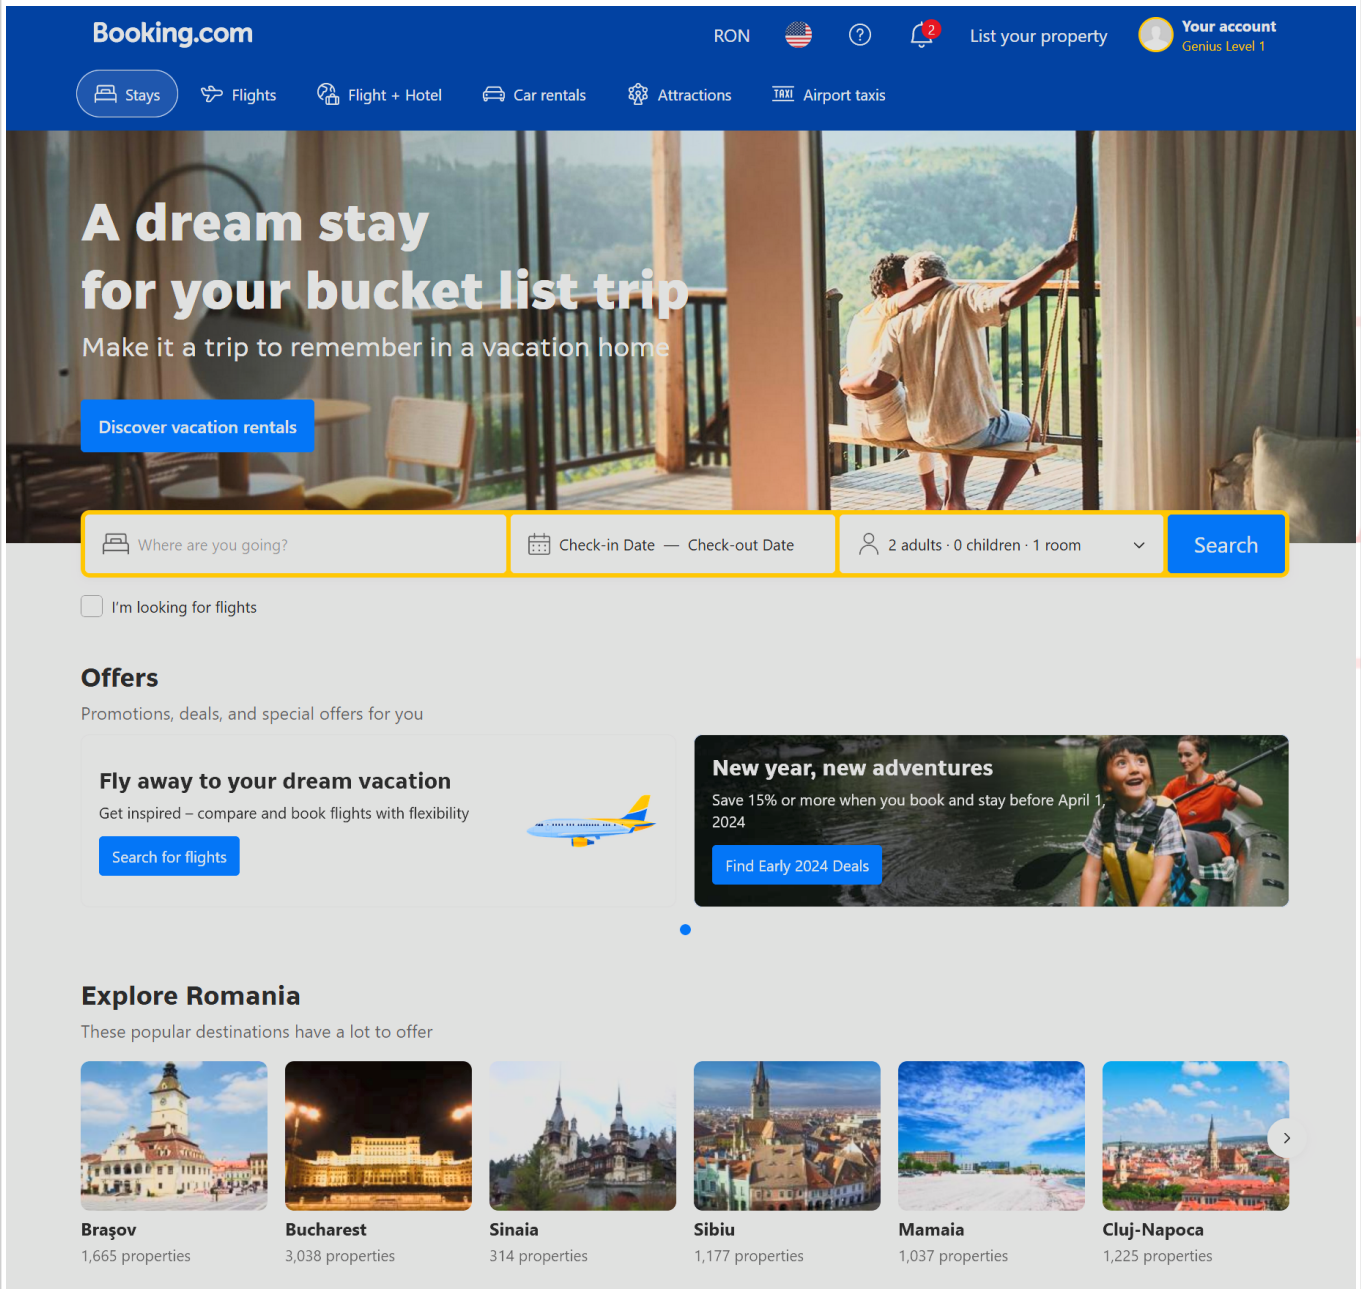 Booking.com
RON
2
List your property
Your account
Genius Level 1
Stays
Flights
Flight + Hotel
Car rentals
Attractions
TAXI
Airport taxis
A dream stay
for your bucket list trip
Make it a trip to remember in a vacation home
Discover vacation rentals
Where are you going?
Check-in Date — Check-out Date
2 adults · 0 children · 1 room
Search
I'm looking for flights
Offers
Promotions, deals, and special offers for you
Fly away to your dream vacation
Get inspired – compare and book flights with flexibility
Search for flights
New year, new adventures
Save 15% or more when you book and stay before April 1,
2024
Find Early 2024 Deals
Explore Romania
These popular destinations have a lot to offer
Braşov
1,665 properties
Bucharest
3,038 properties
Sinaia
314 properties
Sibiu
1,177 properties
Mamaia
1,037 properties
Cluj-Napoca
1,225 properties